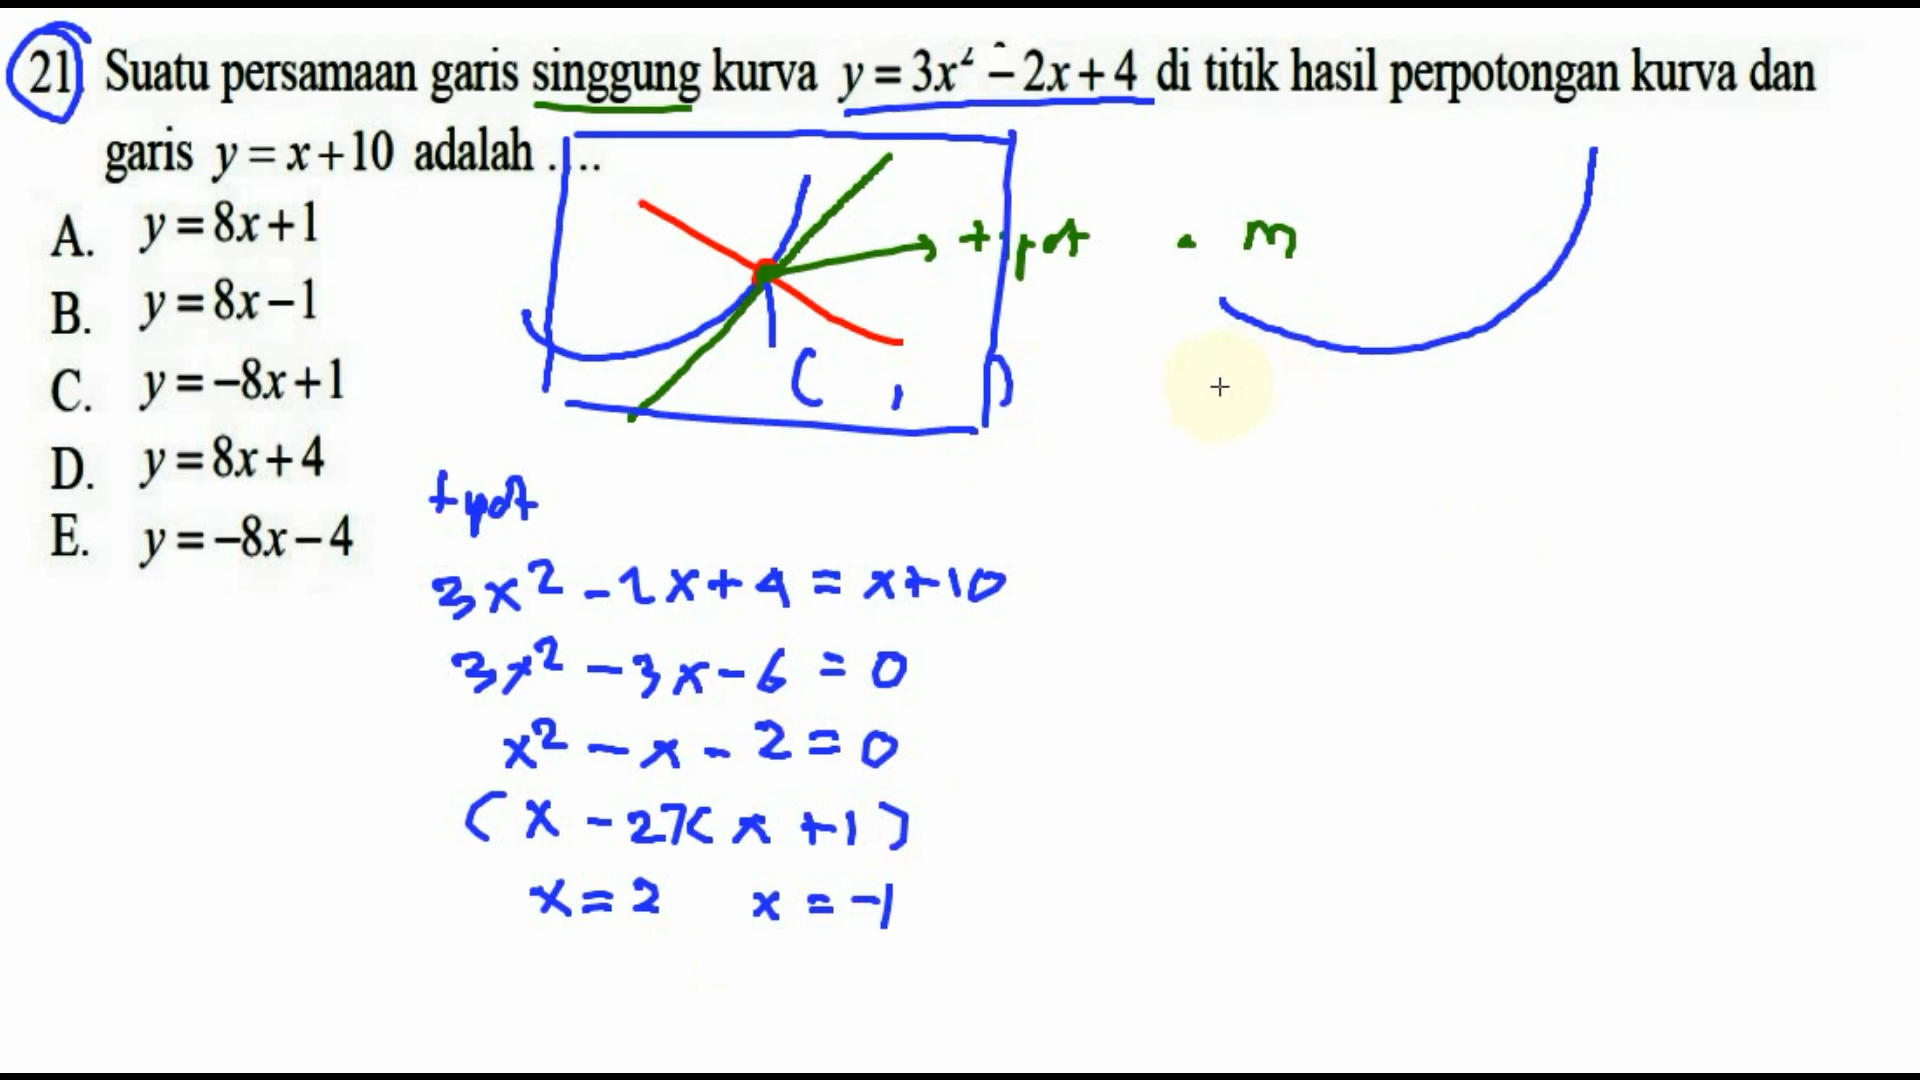 21 Suatu persamaan garis singgung kurva y = 3x² - 2x + 4 di titik hasil perpotongan kurva dan
garis y = x + 10 adalah ....
A. y = 8x + 1
B. y = 8x - 1
C. y = -8x + 1
D. y = 8x + 4
E. y = -8x - 4
tpot . m
( , )
tpot
3x² - 2x + 4 = x + 10
3x² - 3x - 6 = 0
x² - x - 2 = 0
(x - 2)(x + 1)
x = 2 x = -1